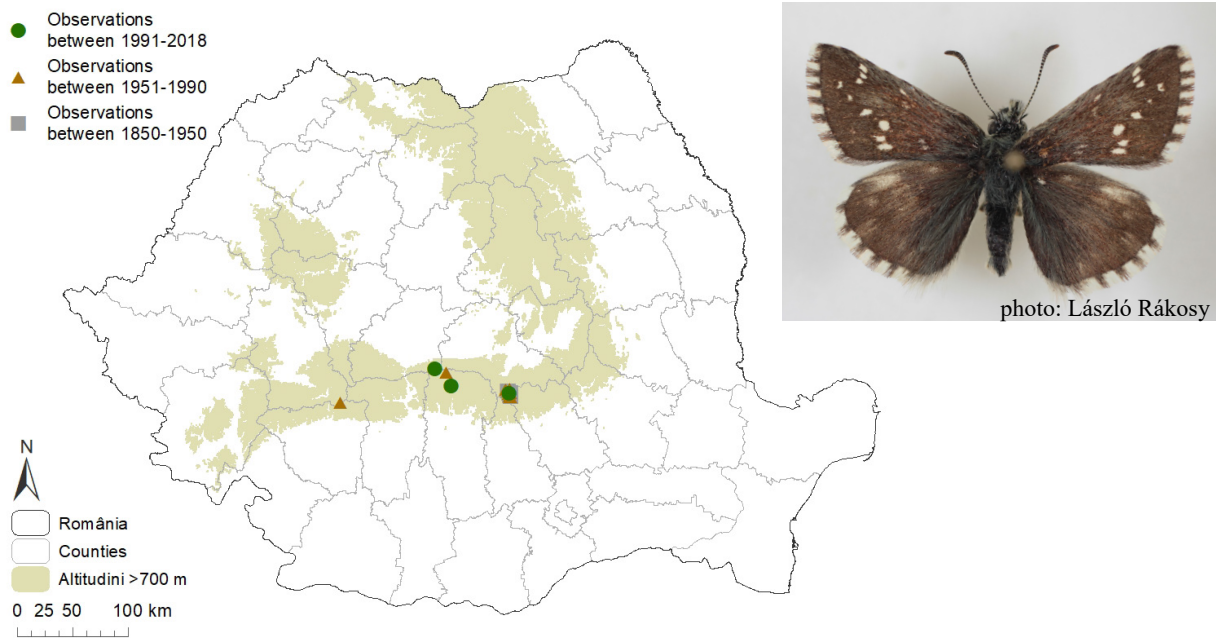 Observations
between 1991-2018
Observations
between 1951-1990
Observations
between 1850-1950
photo: László Rákosy
N
România
Counties
Altitudini >700 m
0 25 50 100 km